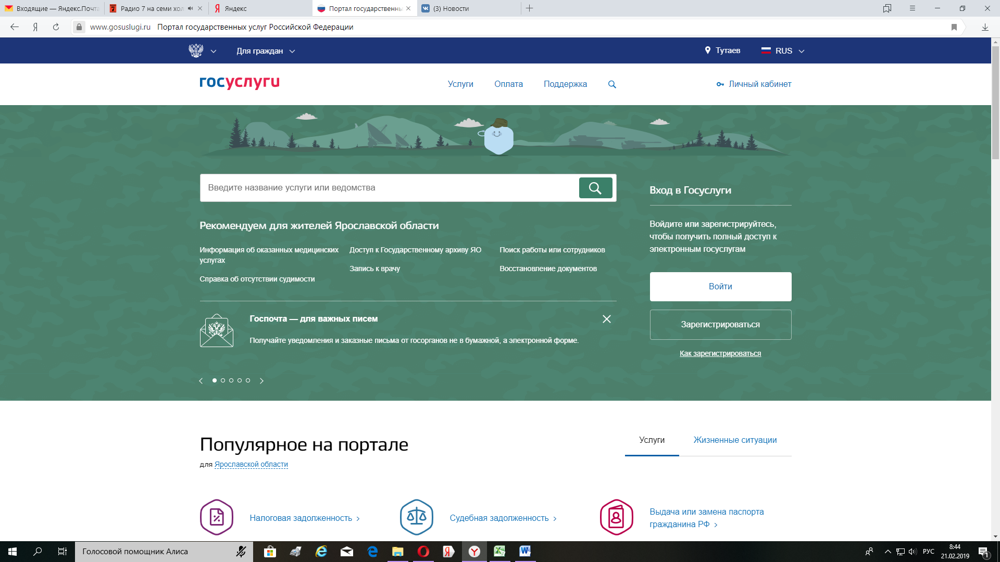 Входящие — Яндекс.Почта
Радио 7 на семи хол
Яндекс
Портал государственны
(3) Новости
www.gosuslugi.ru Портал государственных услуг Российской Федерации
Для граждан
Тутаев
RUS
госуслуги
Услуги
Оплата
Поддержка
Личный кабинет
Введите название услуги или ведомства
Рекомендуем для жителей Ярославской области
Информация об оказанных медицинских
услугах
Справка об отсутствии судимости
Доступ к Государственному архиву ЯО
Запись к врачу
Поиск работы или сотрудников
Восстановление документов
Госпочта — для важных писем
Получайте уведомления и заказные письма от госорганов не в бумажной, а электронной форме.
Вход в Госуслуги
Войдите или зарегистрируйтесь,
чтобы получить полный доступ к
электронным госуслугам
Войти
Зарегистрироваться
Как зарегистрироваться
Популярное на портале
для Ярославской области
Услуги
Жизненные ситуации
Налоговая задолженность
Судебная задолженность
Выдача или замена паспорта
гражданина РФ
Голосовой помощник Алиса
РУС
8:44
21.02.2019
1